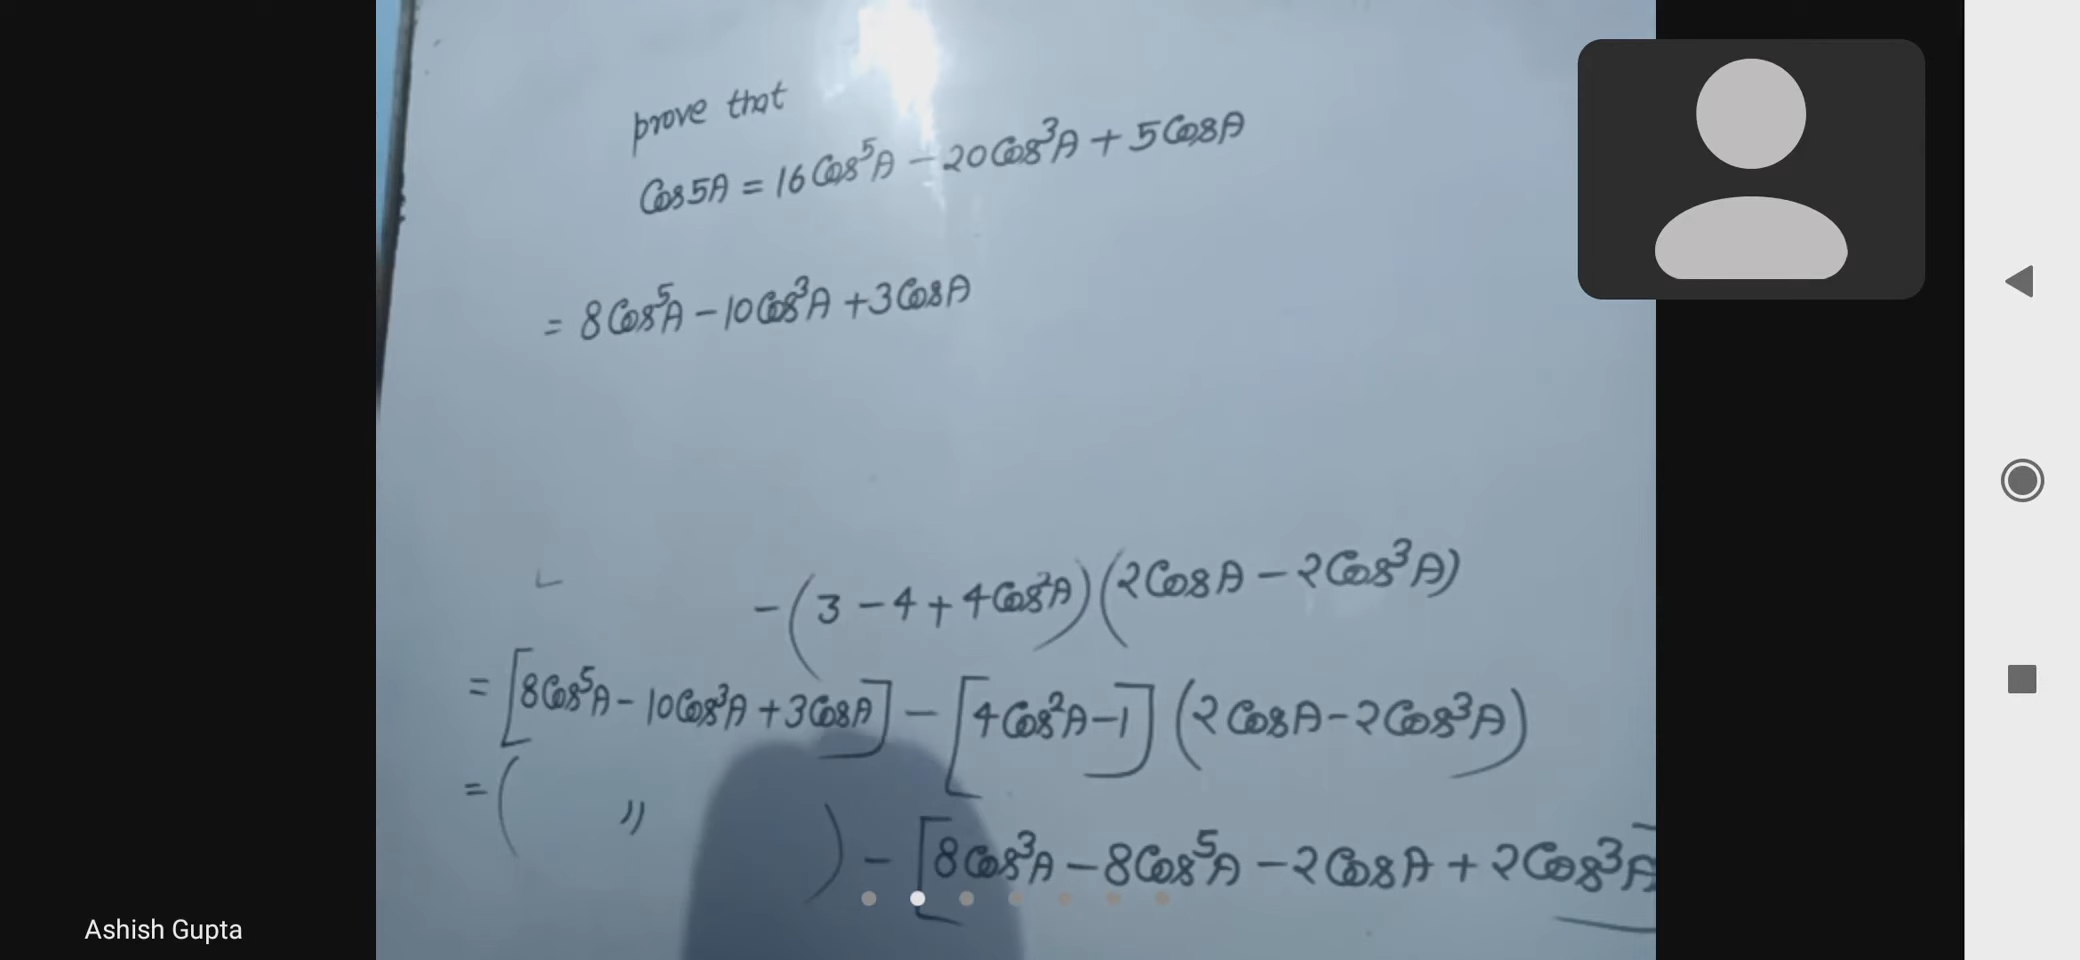 prove that
Cos5A = 16Cos⁵A - 20Cos³A + 5CosA
= 8Cos⁵A - 10Cos³A + 3CosA
- (3 - 4 + 4Cos²A) (2CosA - 2Cos³A)
= [8Cos⁵A - 10Cos³A + 3CosA] - [4Cos²A - 1] (2CosA - 2Cos³A)
= ( " ) - [8Cos³A - 8Cos⁵A - 2CosA + 2Cos³A
Ashish Gupta